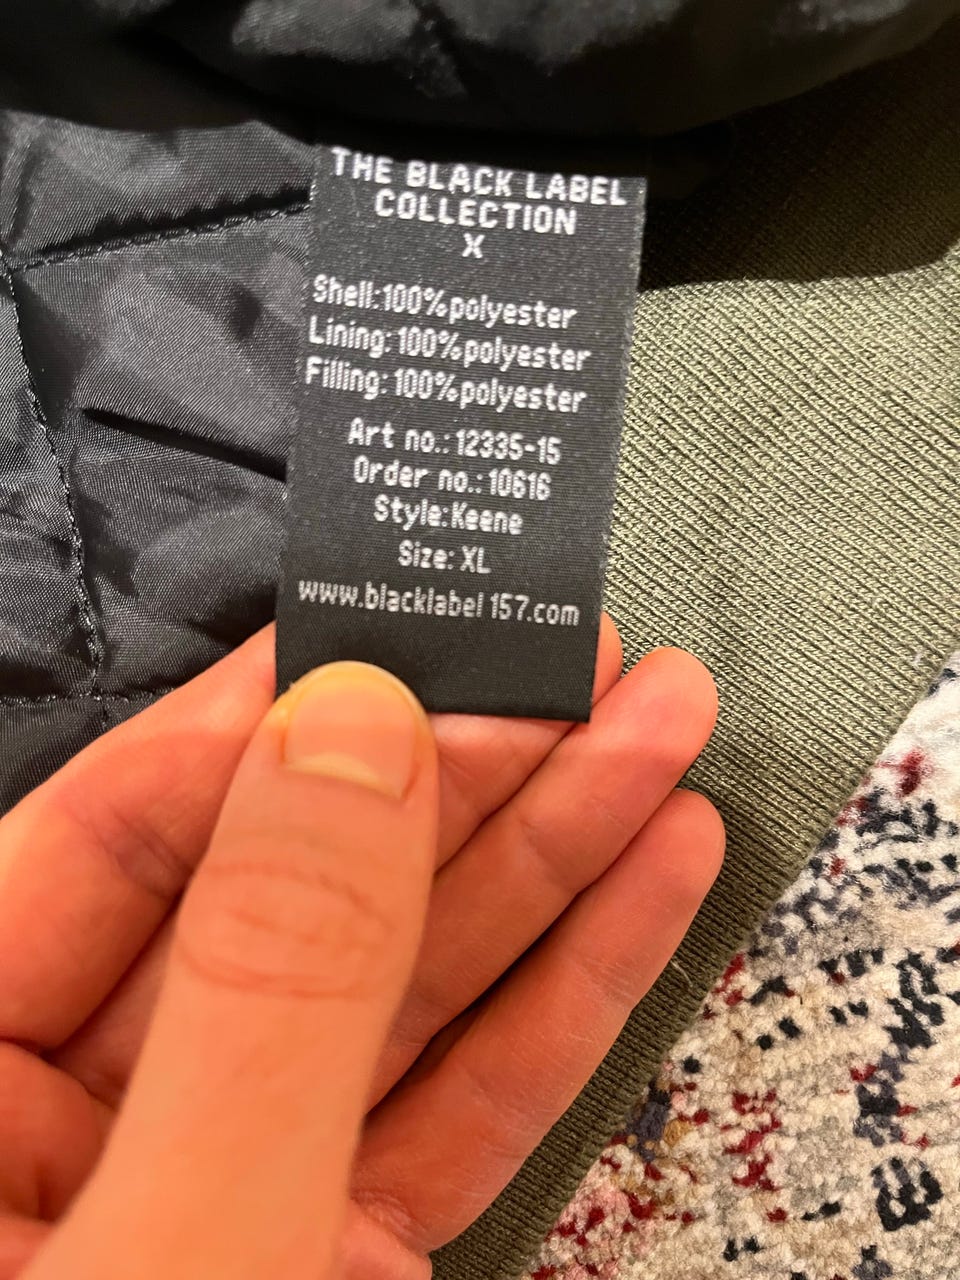 THE BLACK LABEL
COLLECTION
X
Shell:100%polyester
Lining:100%polyester
Filling:100%polyester
Art no.:12335-15
Order no.:10616
Style:Keene
Size: XL
www.blacklabel157.com